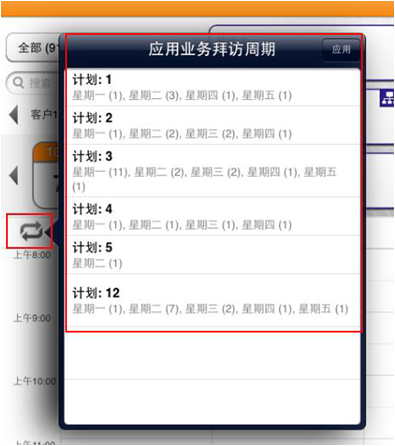 全部 (91
应用业务拜访周期
应用
搜索
计划: 1
星期一 (1), 星期二 (3), 星期四 (1), 星期五 (1)
客户1
计划: 2
星期一 (1), 星期二 (2), 星期三 (2), 星期四 (1)
计划: 3
星期一 (11), 星期二 (2), 星期三 (2), 星期四 (1), 星期五
(1)
计划: 4
星期一 (1), 星期二 (1), 星期三 (1), 星期四 (1)
计划: 5
星期二 (1)
上午8:00
计划: 12
星期一 (1), 星期二 (7), 星期三 (2), 星期四 (1), 星期五 (1)
上午9:00
上午10:00
上午11:00